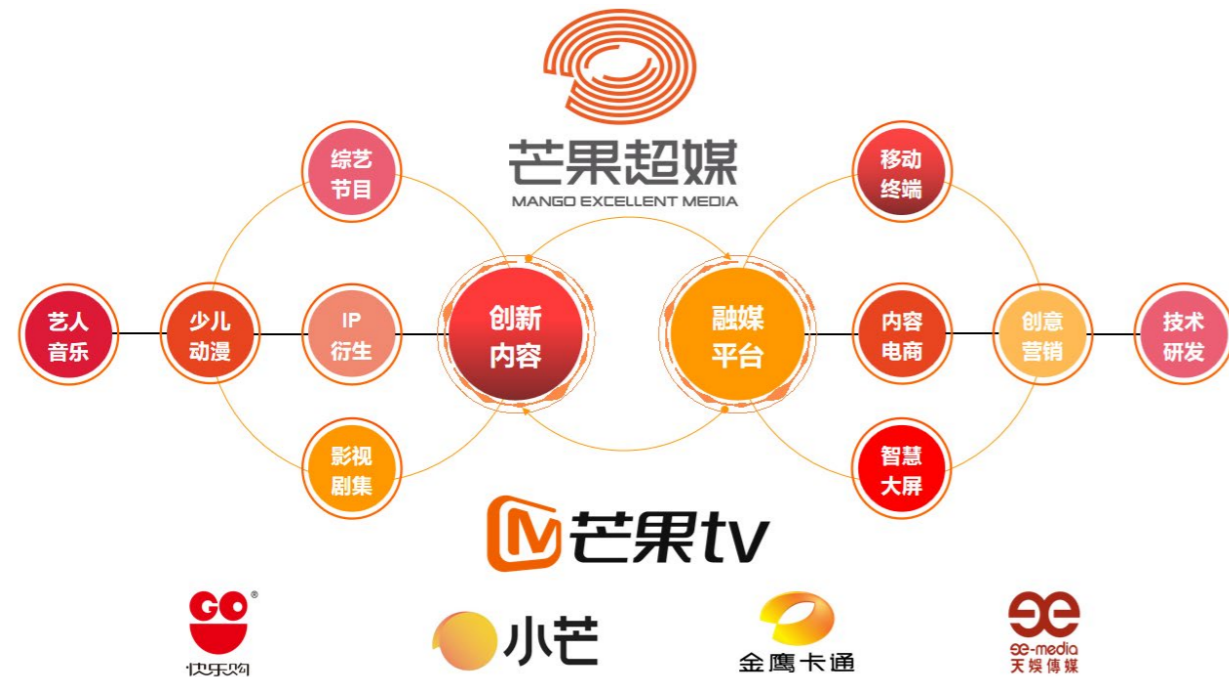 芒果超媒
MANGO EXCELLENT MEDIA
综艺
节目
移动
终端
艺人
音乐
少儿
动漫
IP
衍生
创新
内容
融媒
平台
内容
电商
创意
营销
技术
研发
影视
剧集
智慧
大屏
芒果tv
GO®
快乐购
小芒
金鹰卡通
ee-media
天娱傳媒